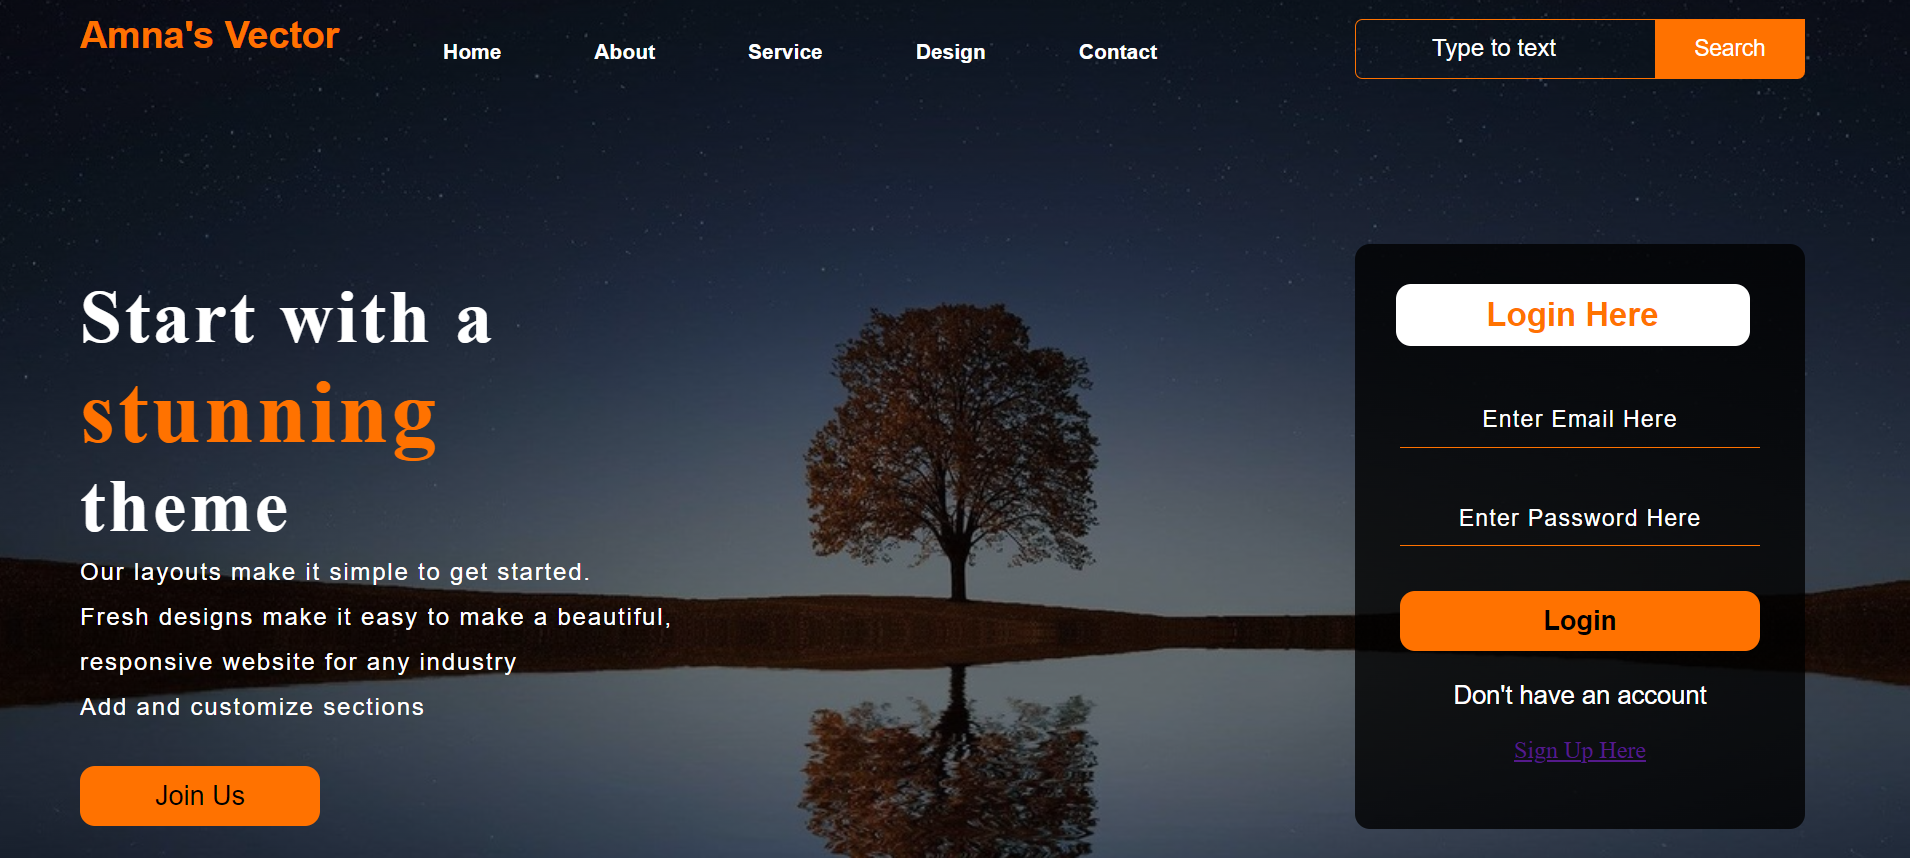 Amna's Vector
Home About Service Design Contact
Type to text Search
Start with a
stunning
theme
Our layouts make it simple to get started.
Fresh designs make it easy to make a beautiful,
responsive website for any industry
Add and customize sections
Join Us
Login Here
Enter Email Here
Enter Password Here
Login
Don't have an account
Sign Up Here